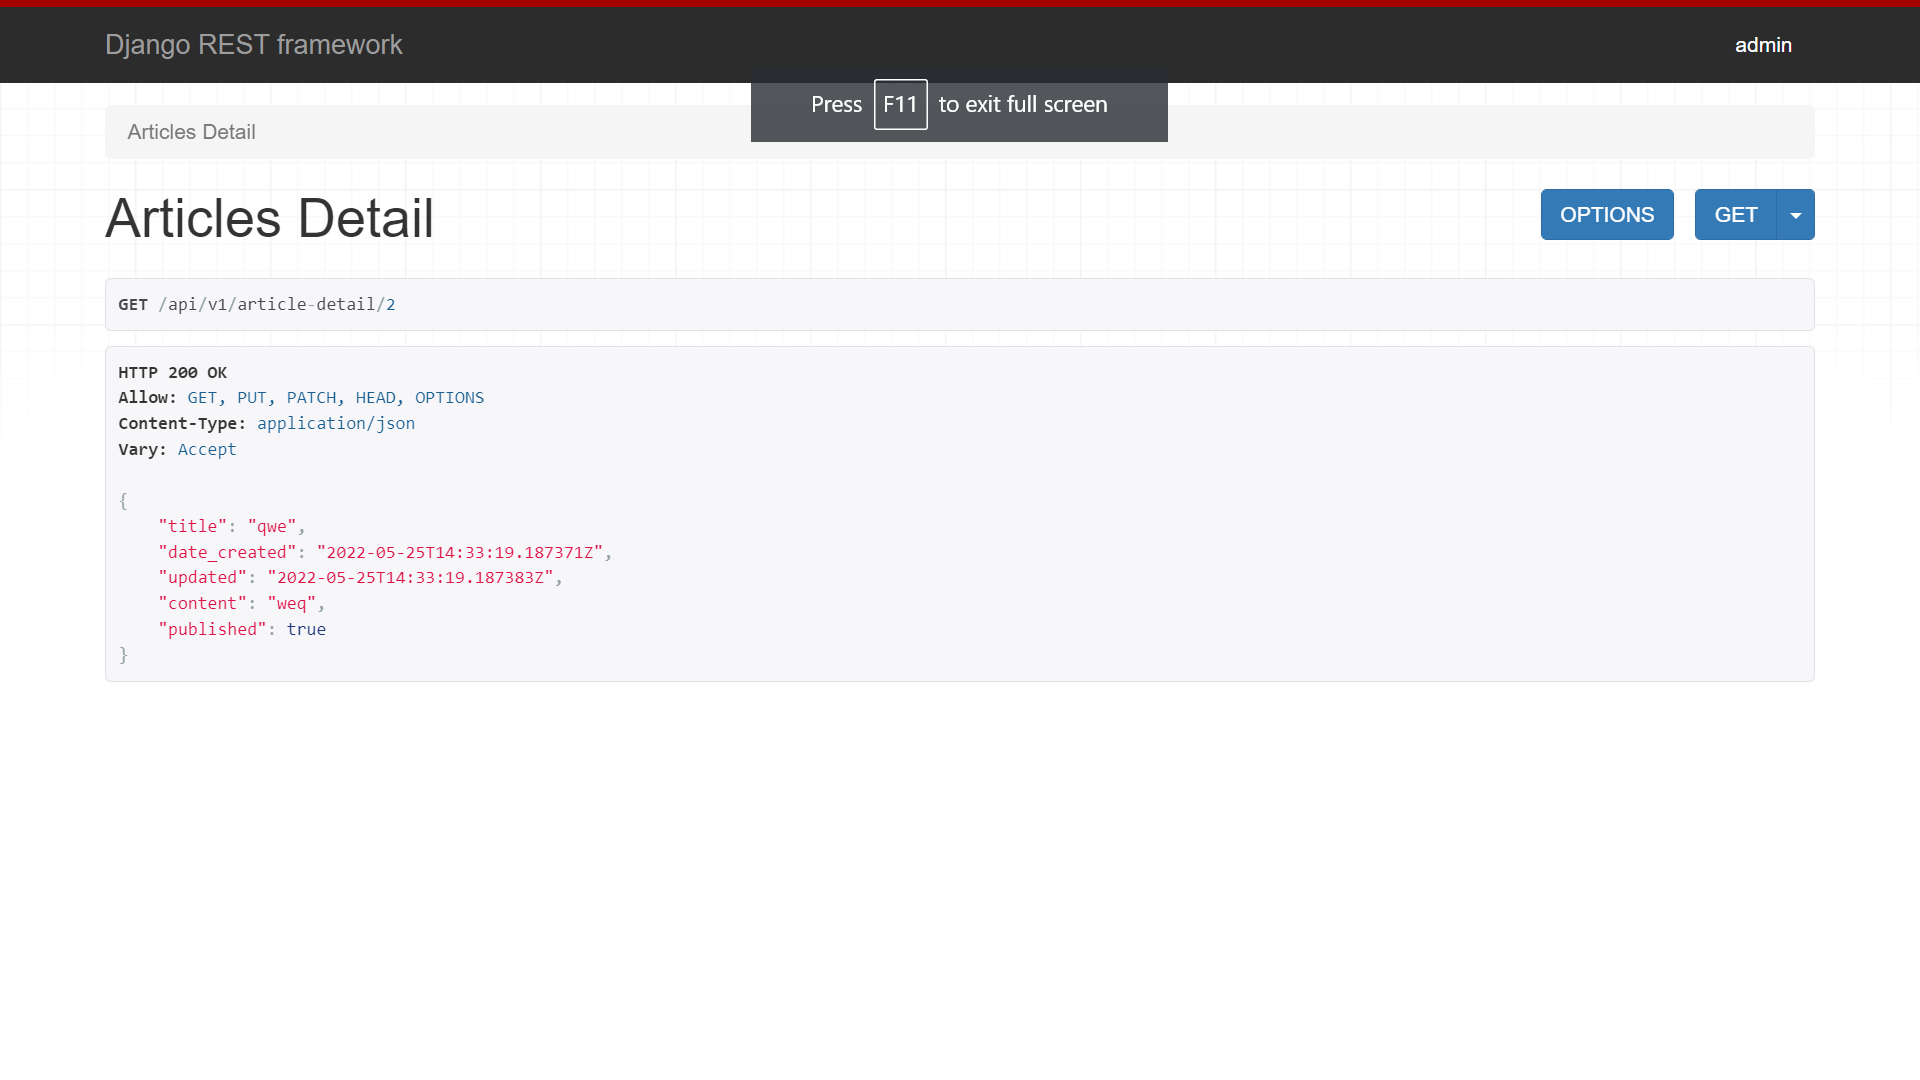 Django REST framework
admin
Press F11 to exit full screen
Articles Detail
Articles Detail
OPTIONS
GET
GET /api/v1/article-detail/2
HTTP 200 OK
Allow: GET, PUT, PATCH, HEAD, OPTIONS
Content-Type: application/json
Vary: Accept
{
    "title": "qwe",
    "date_created": "2022-05-25T14:33:19.187371Z",
    "updated": "2022-05-25T14:33:19.187383Z",
    "content": "weq",
    "published": true
}